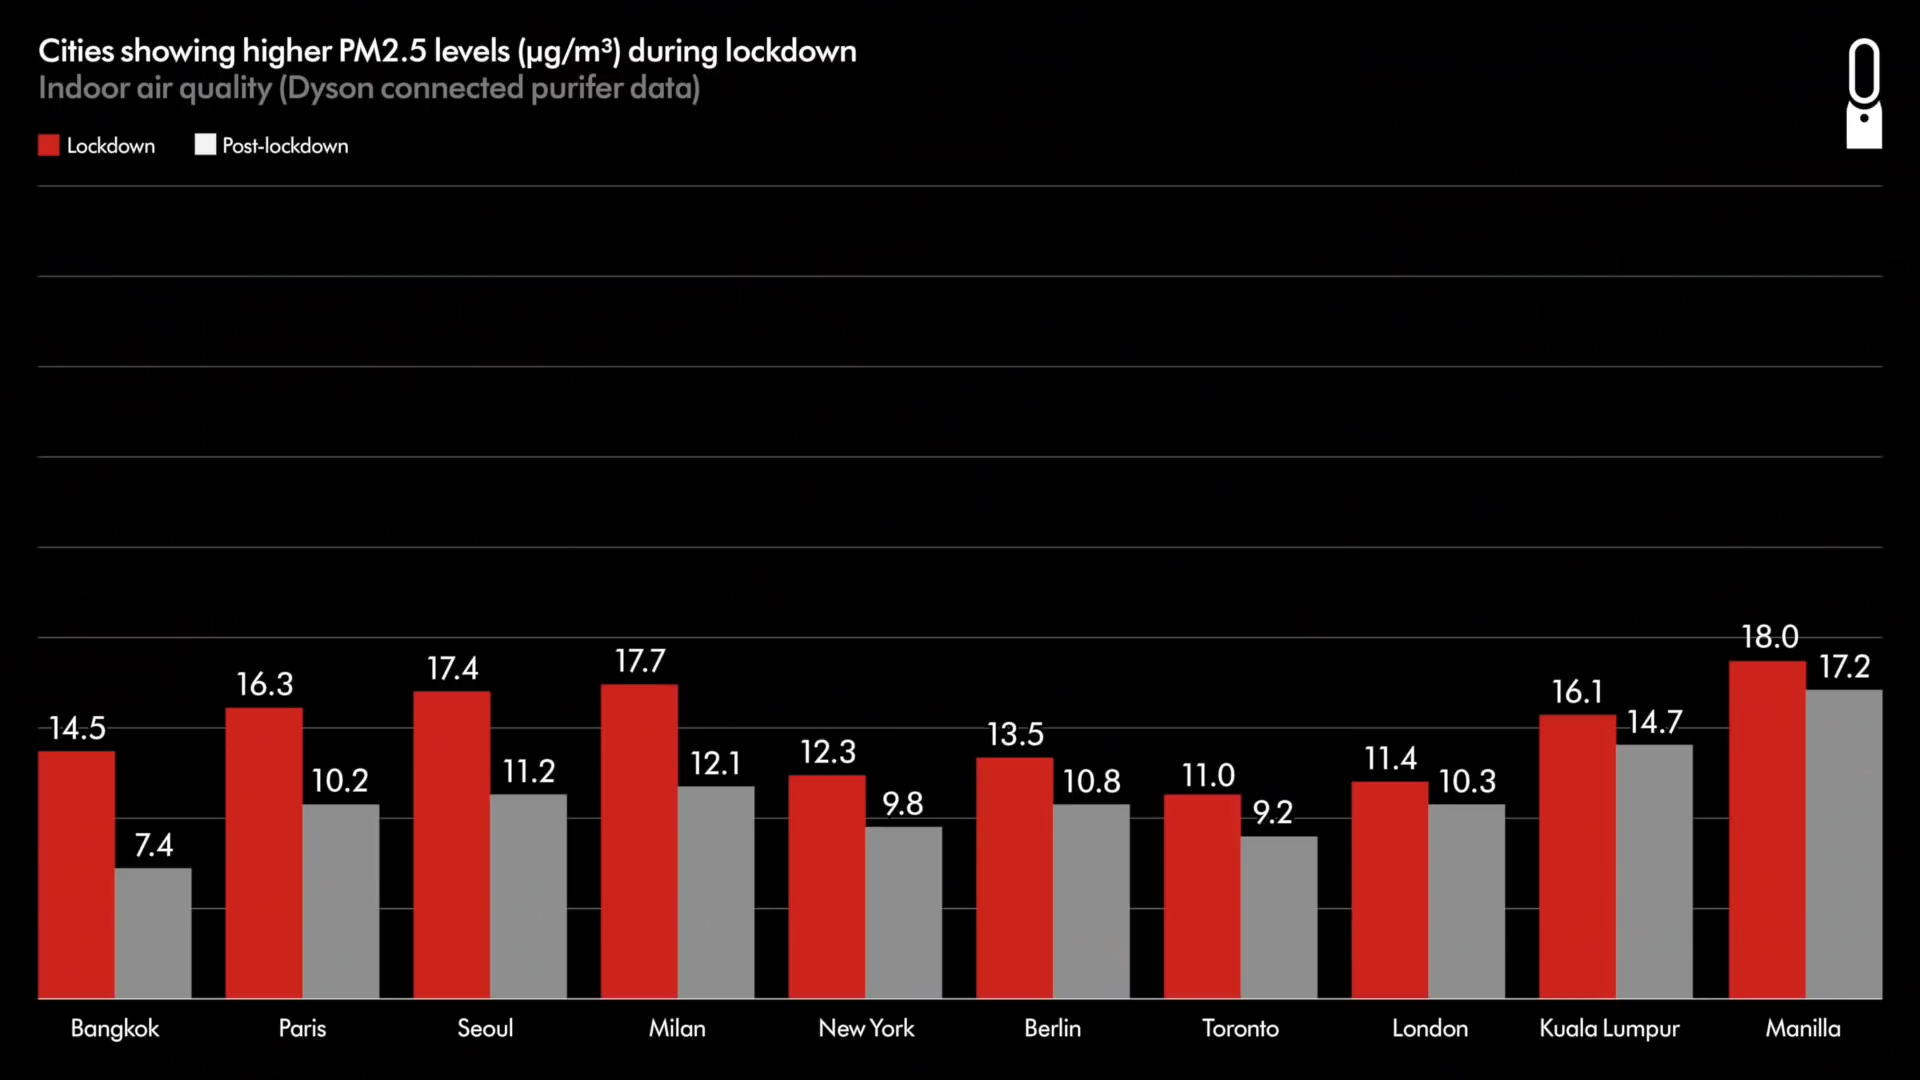 Cities showing higher PM2.5 levels (µg/m³) during lockdown
Indoor air quality (Dyson connected purifer data)
Lockdown Post-lockdown
14.5 7.4 16.3 10.2 17.4 11.2 17.7 12.1 12.3 9.8 13.5 10.8 11.0 9.2 11.4 10.3 16.1 14.7 18.0 17.2
Bangkok Paris Seoul Milan New York Berlin Toronto London Kuala Lumpur Manilla